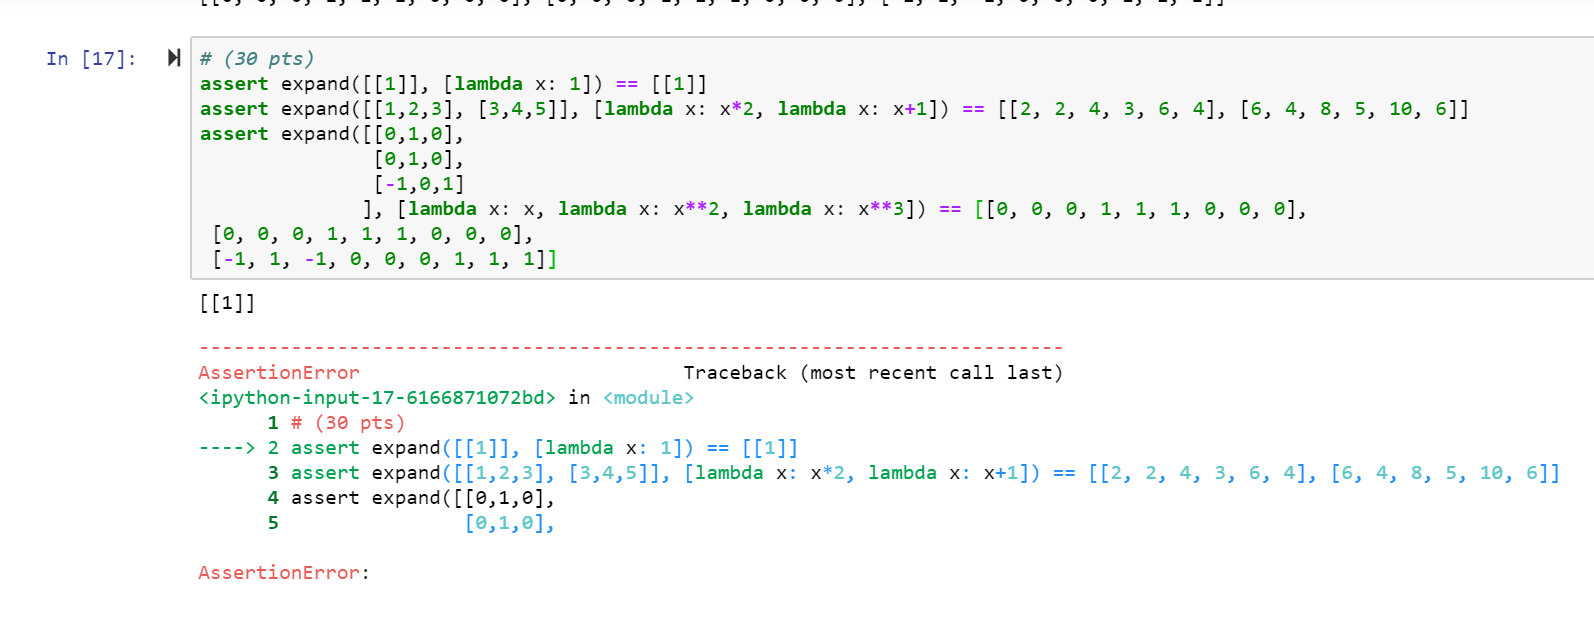 In [17]:
# (30 pts)
assert expand([[1]], [lambda x: 1]) == [[1]]
assert expand([[1,2,3], [3,4,5]], [lambda x: x*2, lambda x: x+1]) == [[2, 2, 4, 3, 6, 4], [6, 4, 8, 5, 10, 6]]
assert expand([[0,1,0],
[0,1,0],
[-1,0,1]
], [lambda x: x, lambda x: x**2, lambda x: x**3]) == [[0, 0, 0, 1, 1, 1, 0, 0, 0],
[0, 0, 0, 1, 1, 1, 0, 0, 0],
[-1, 1, -1, 0, 0, 0, 1, 1, 1]]
[[1]]
---------------------------------------------------------------------------
AssertionError Traceback (most recent call last)
<ipython-input-17-6166871072bd> in <module>
1 # (30 pts)
----> 2 assert expand([[1]], [lambda x: 1]) == [[1]]
3 assert expand([[1,2,3], [3,4,5]], [lambda x: x*2, lambda x: x+1]) == [[2, 2, 4, 3, 6, 4], [6, 4, 8, 5, 10, 6]]
4 assert expand([[0,1,0],
5 [0,1,0],
AssertionError: